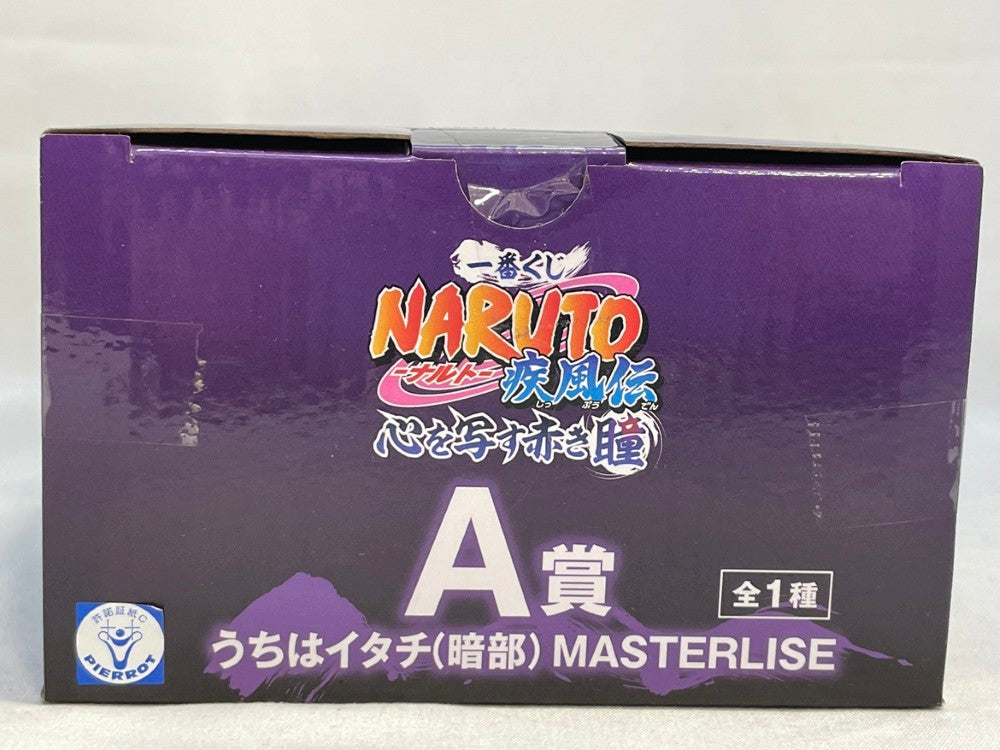 一番くじ
NARUTO
-ナルト-
疾風伝
しっ ぷう でん
心を写す赤き瞳
A賞
全1種
うちはイタチ(暗部) MASTERLISE
許諾証紙C
PIERROT